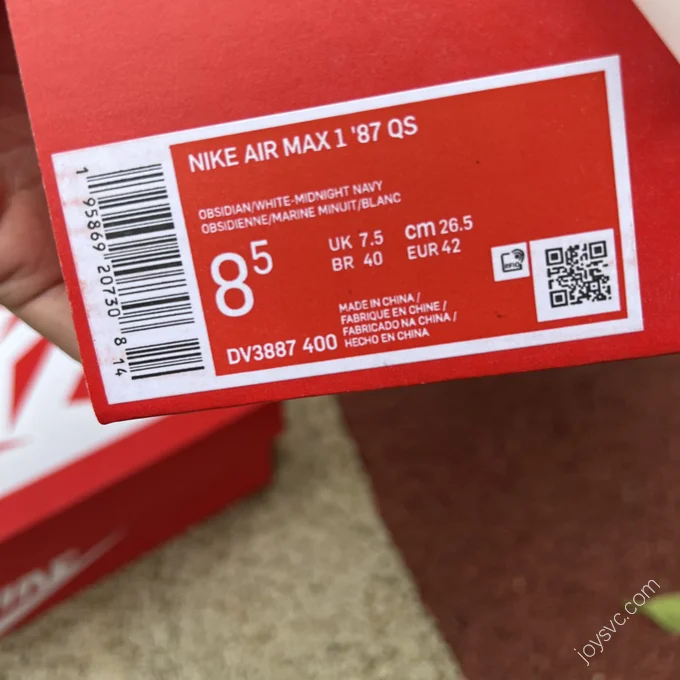 NIKE AIR MAX 1 '87 QS
OBSIDIAN/WHITE-MIDNIGHT NAVY
OBSIDIENNE/MARINE MINUIT/BLANC
8⁵
UK 7.5 cm 26.5
BR 40 EUR 42
MADE IN CHINA /
FABRIQUE EN CHINE /
FABRICADO NA CHINA /
HECHO EN CHINA
DV3887 400
1 95869 20730 8 14
RFID
joysvc.com